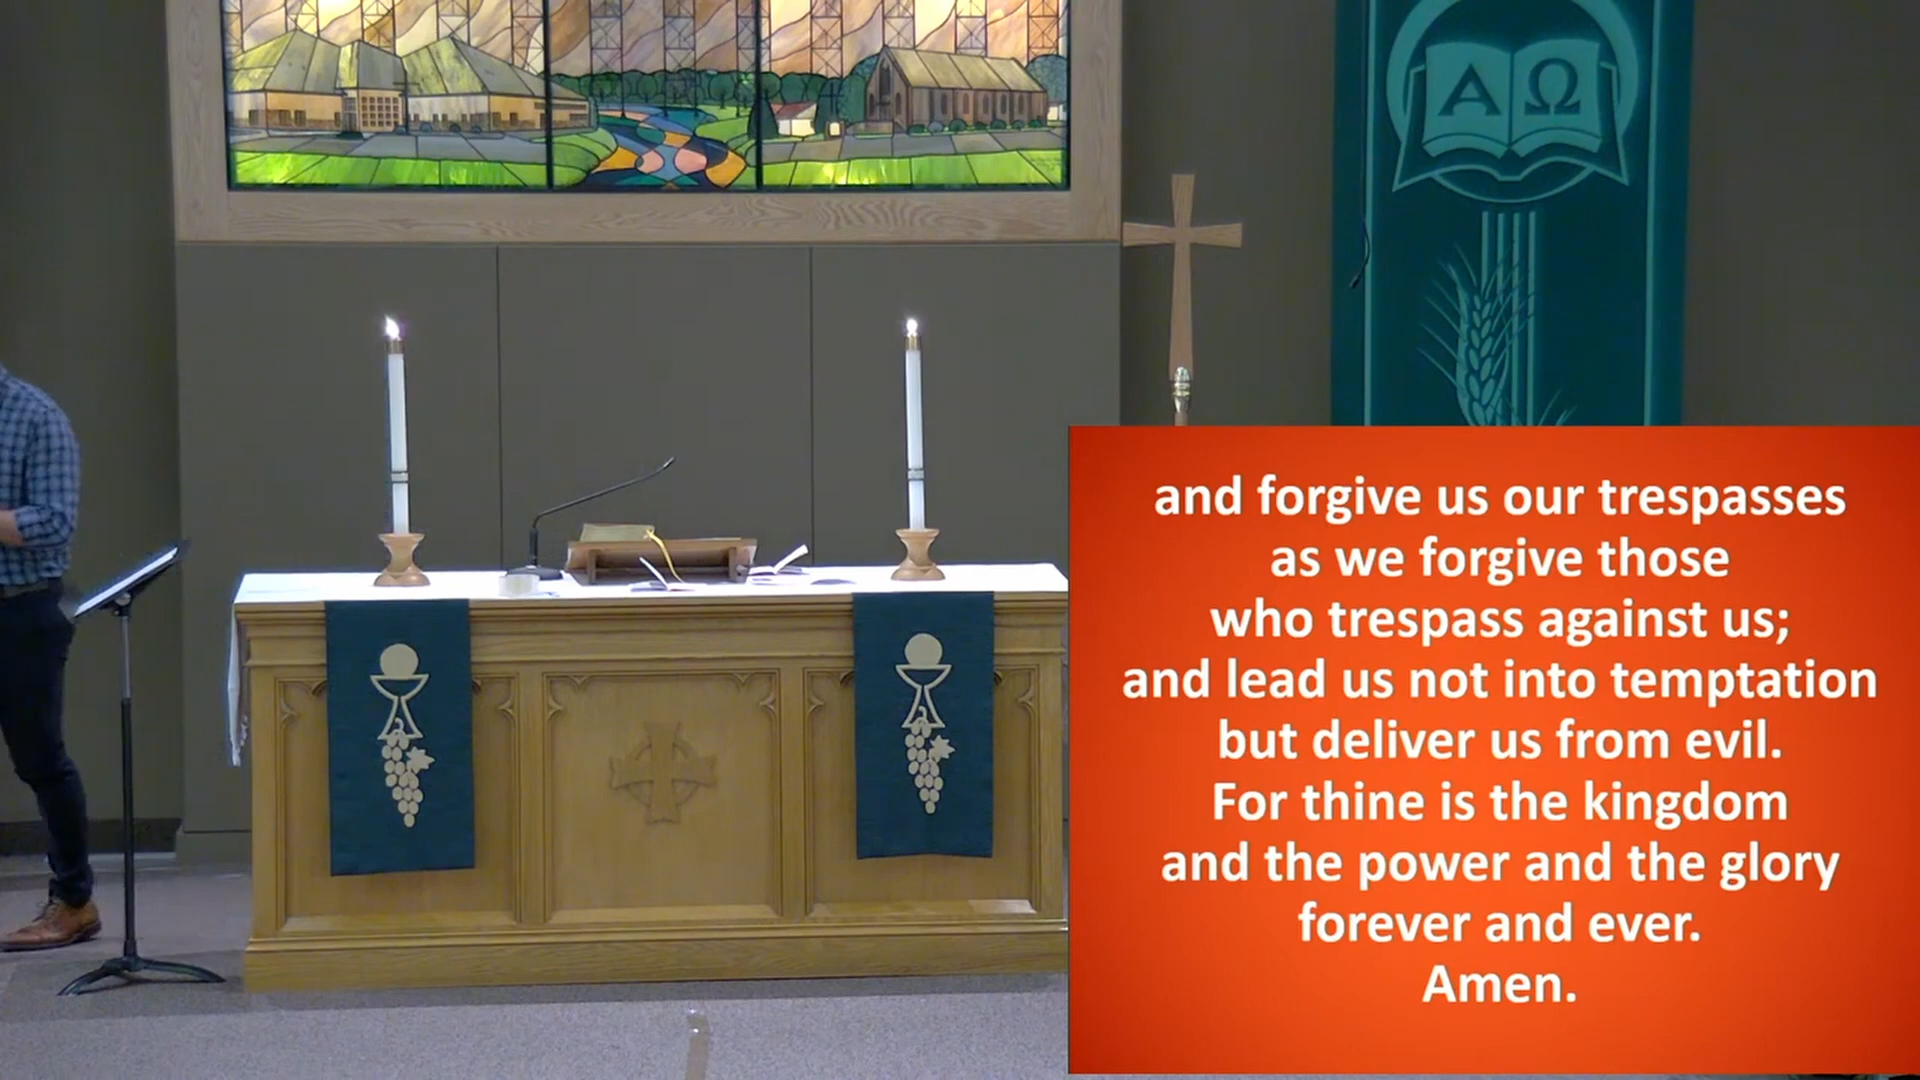 Α Ω
and forgive us our trespasses
as we forgive those
who trespass against us;
and lead us not into temptation
but deliver us from evil.
For thine is the kingdom
and the power and the glory
forever and ever.
Amen.